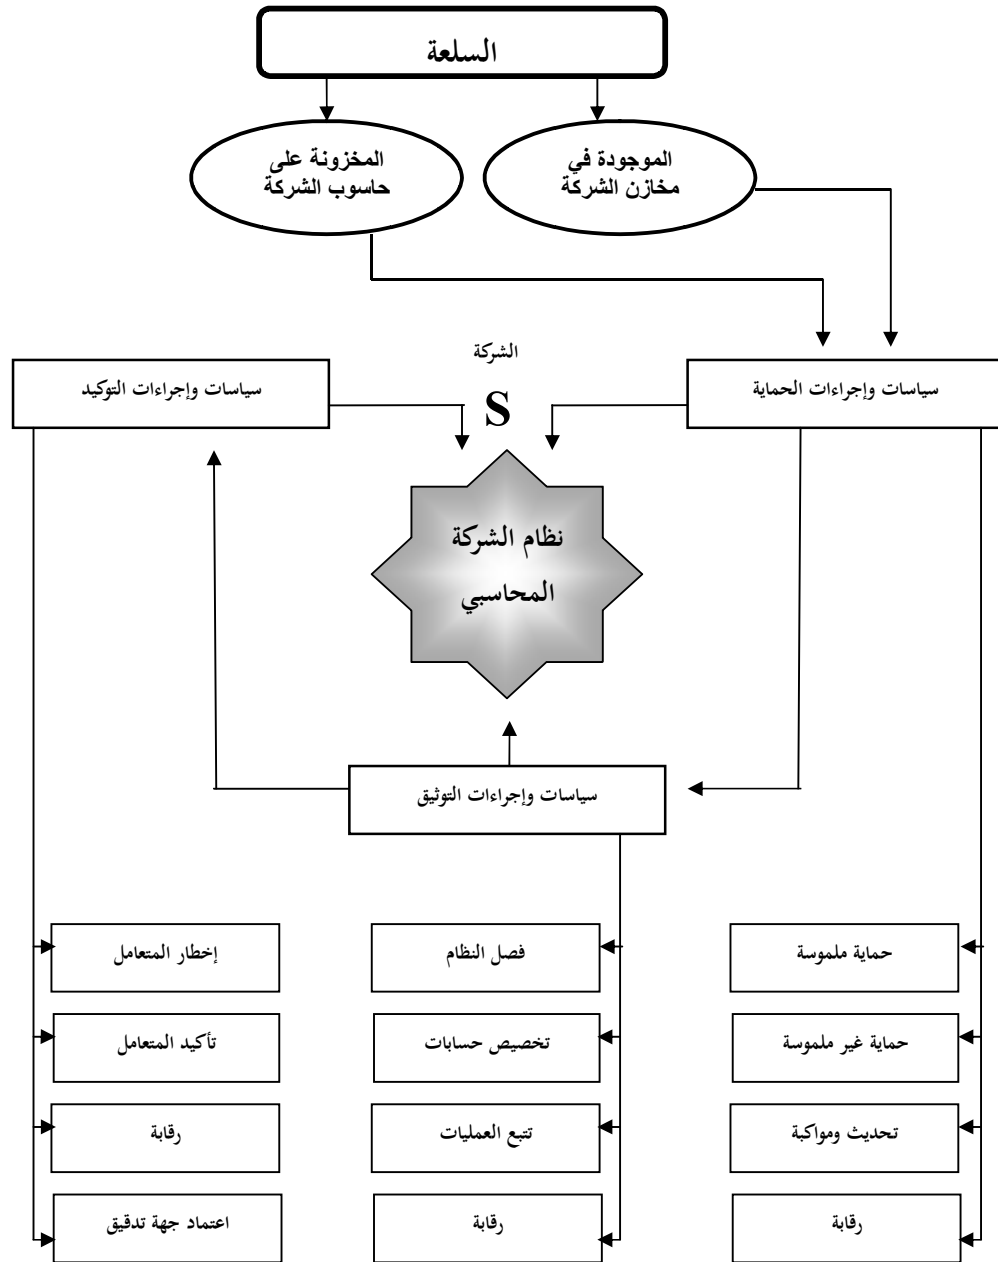 السلعة
الموجودة في
مخازن الشركة
المخزونة على
حاسوب الشركة
الشركة
S
سياسات وإجراءات الحماية
سياسات وإجراءات التوكيد
نظام الشركة
المحاسبي
سياسات وإجراءات التوثيق
حماية ملموسة
فصل النظام
إخطار المتعامل
حماية غير ملموسة
تخصيص حسابات
تأكيد المتعامل
تحديث ومواكبة
تتبع العمليات
رقابة
رقابة
رقابة
اعتماد جهة تدقيق